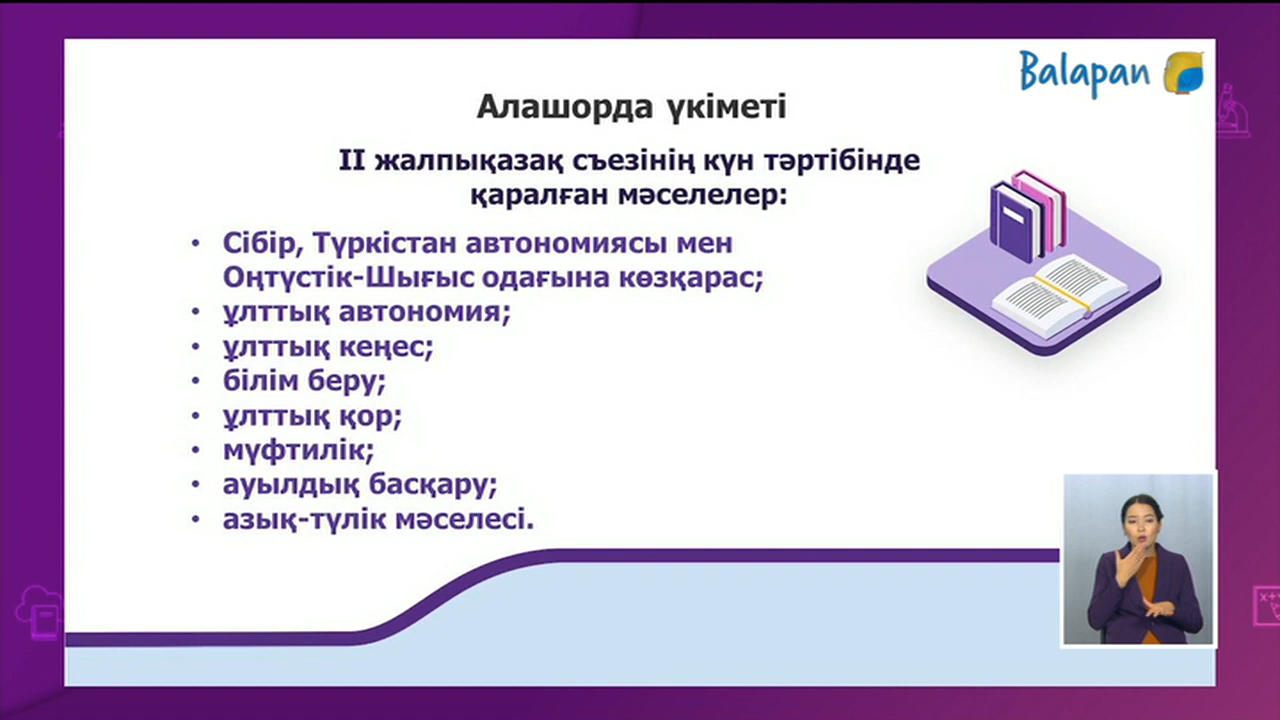 Balapan
Алашорда үкіметі
II жалпықазақ съезінің күн тәртібінде
қаралған мәселелер:
• Сібір, Түркістан автономиясы мен
Оңтүстік-Шығыс одағына көзқарас;
• ұлттық автономия;
• ұлттық кеңес;
• білім беру;
• ұлттық қор;
• мүфтилік;
• ауылдық басқару;
• азық-түлік мәселесі.